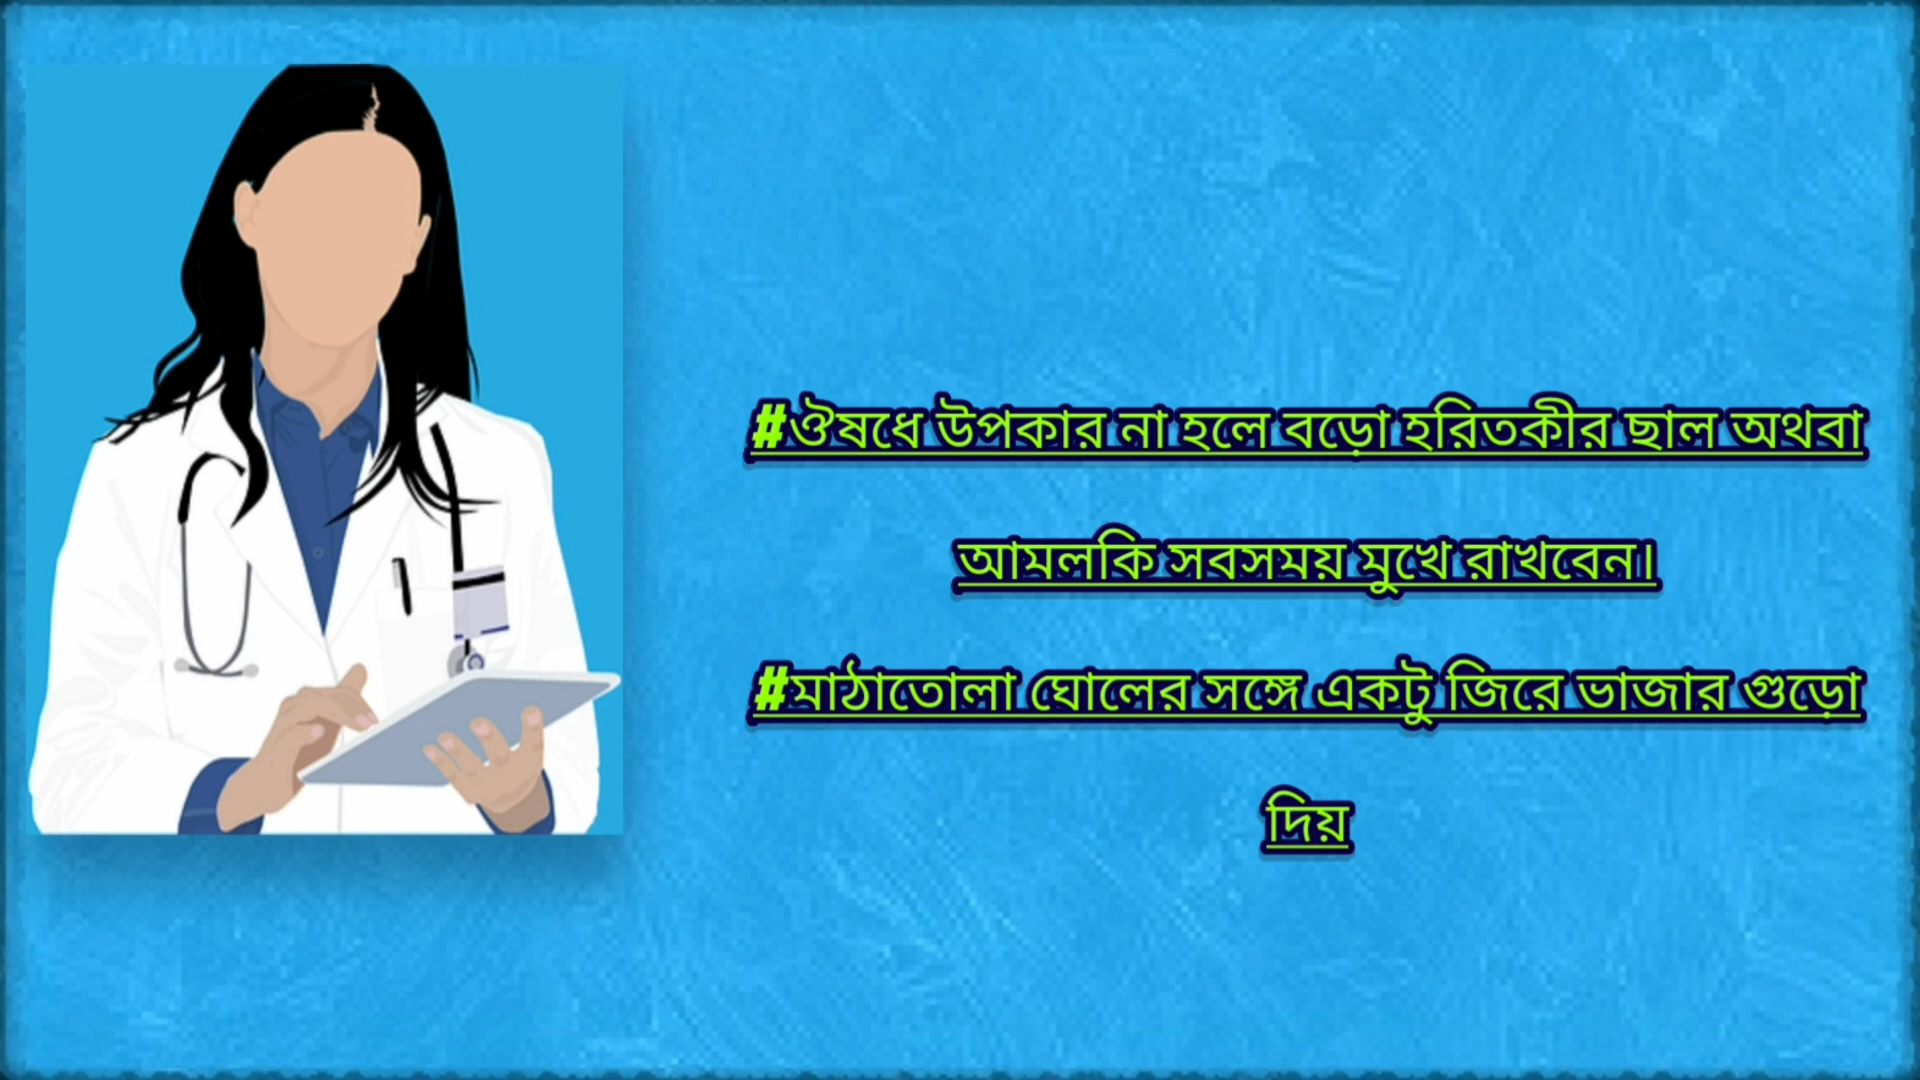 #ঔষধে উপকার না হলে বড়ো হরিতকীর ছাল অথবা
আমলকি সবসময় মুখে রাখবেন।
#মাঠাতোলা ঘোলের সঙ্গে একটু জিরে ভাজার গুড়ো
দিয়